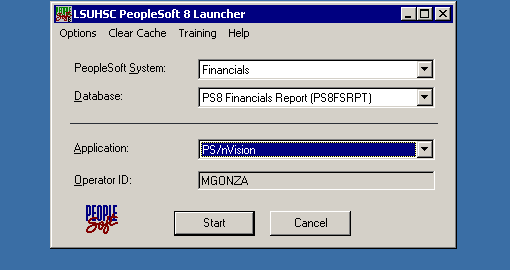 LSUHSC PeopleSoft 8 Launcher
Options Clear Cache Training Help
PeopleSoft System: Financials
Database: PS8 Financials Report (PS8FSRPT)
Application: PS/nVision
Operator ID: MGONZA
PEOPLE
Soft
Start Cancel